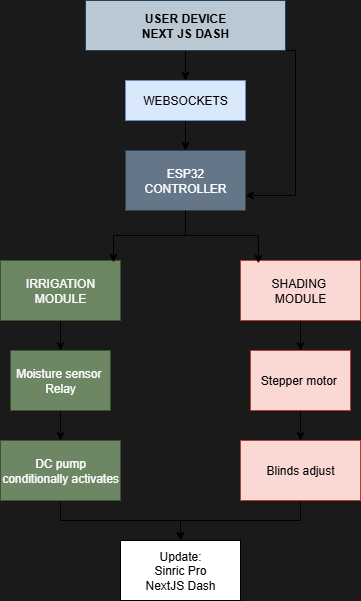 USER DEVICE
NEXT JS DASH
WEBSOCKETS
ESP32
CONTROLLER
IRRIGATION
MODULE
SHADING
MODULE
Moisture sensor
Relay
Stepper motor
DC pump
conditionally activates
Blinds adjust
Update:
Sinric Pro
NextJS Dash